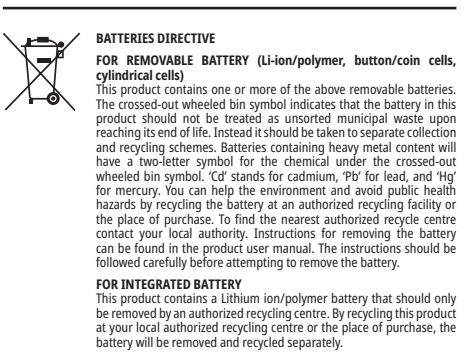 BATTERIES DIRECTIVE
FOR REMOVABLE BATTERY (Li-ion/polymer, button/coin cells,
cylindrical cells)
This product contains one or more of the above removable batteries.
The crossed-out wheeled bin symbol indicates that the battery in this
product should not be treated as unsorted municipal waste upon
reaching its end of life. Instead it should be taken to separate collection
and recycling schemes. Batteries containing heavy metal content will
have a two-letter symbol for the chemical under the crossed-out
wheeled bin symbol. ‘Cd’ stands for cadmium, ‘Pb’ for lead, and ‘Hg’
for mercury. You can help the environment and avoid public health
hazards by recycling the battery at an authorized recycling facility or
the place of purchase. To find the nearest authorized recycle centre
contact your local authority. Instructions for removing the battery
can be found in the product user manual. The instructions should be
followed carefully before attempting to remove the battery.
FOR INTEGRATED BATTERY
This product contains a Lithium ion/polymer battery that should only
be removed by an authorized recycling centre. By recycling this product
at your local authorized recycling centre or the place of purchase, the
battery will be removed and recycled separately.